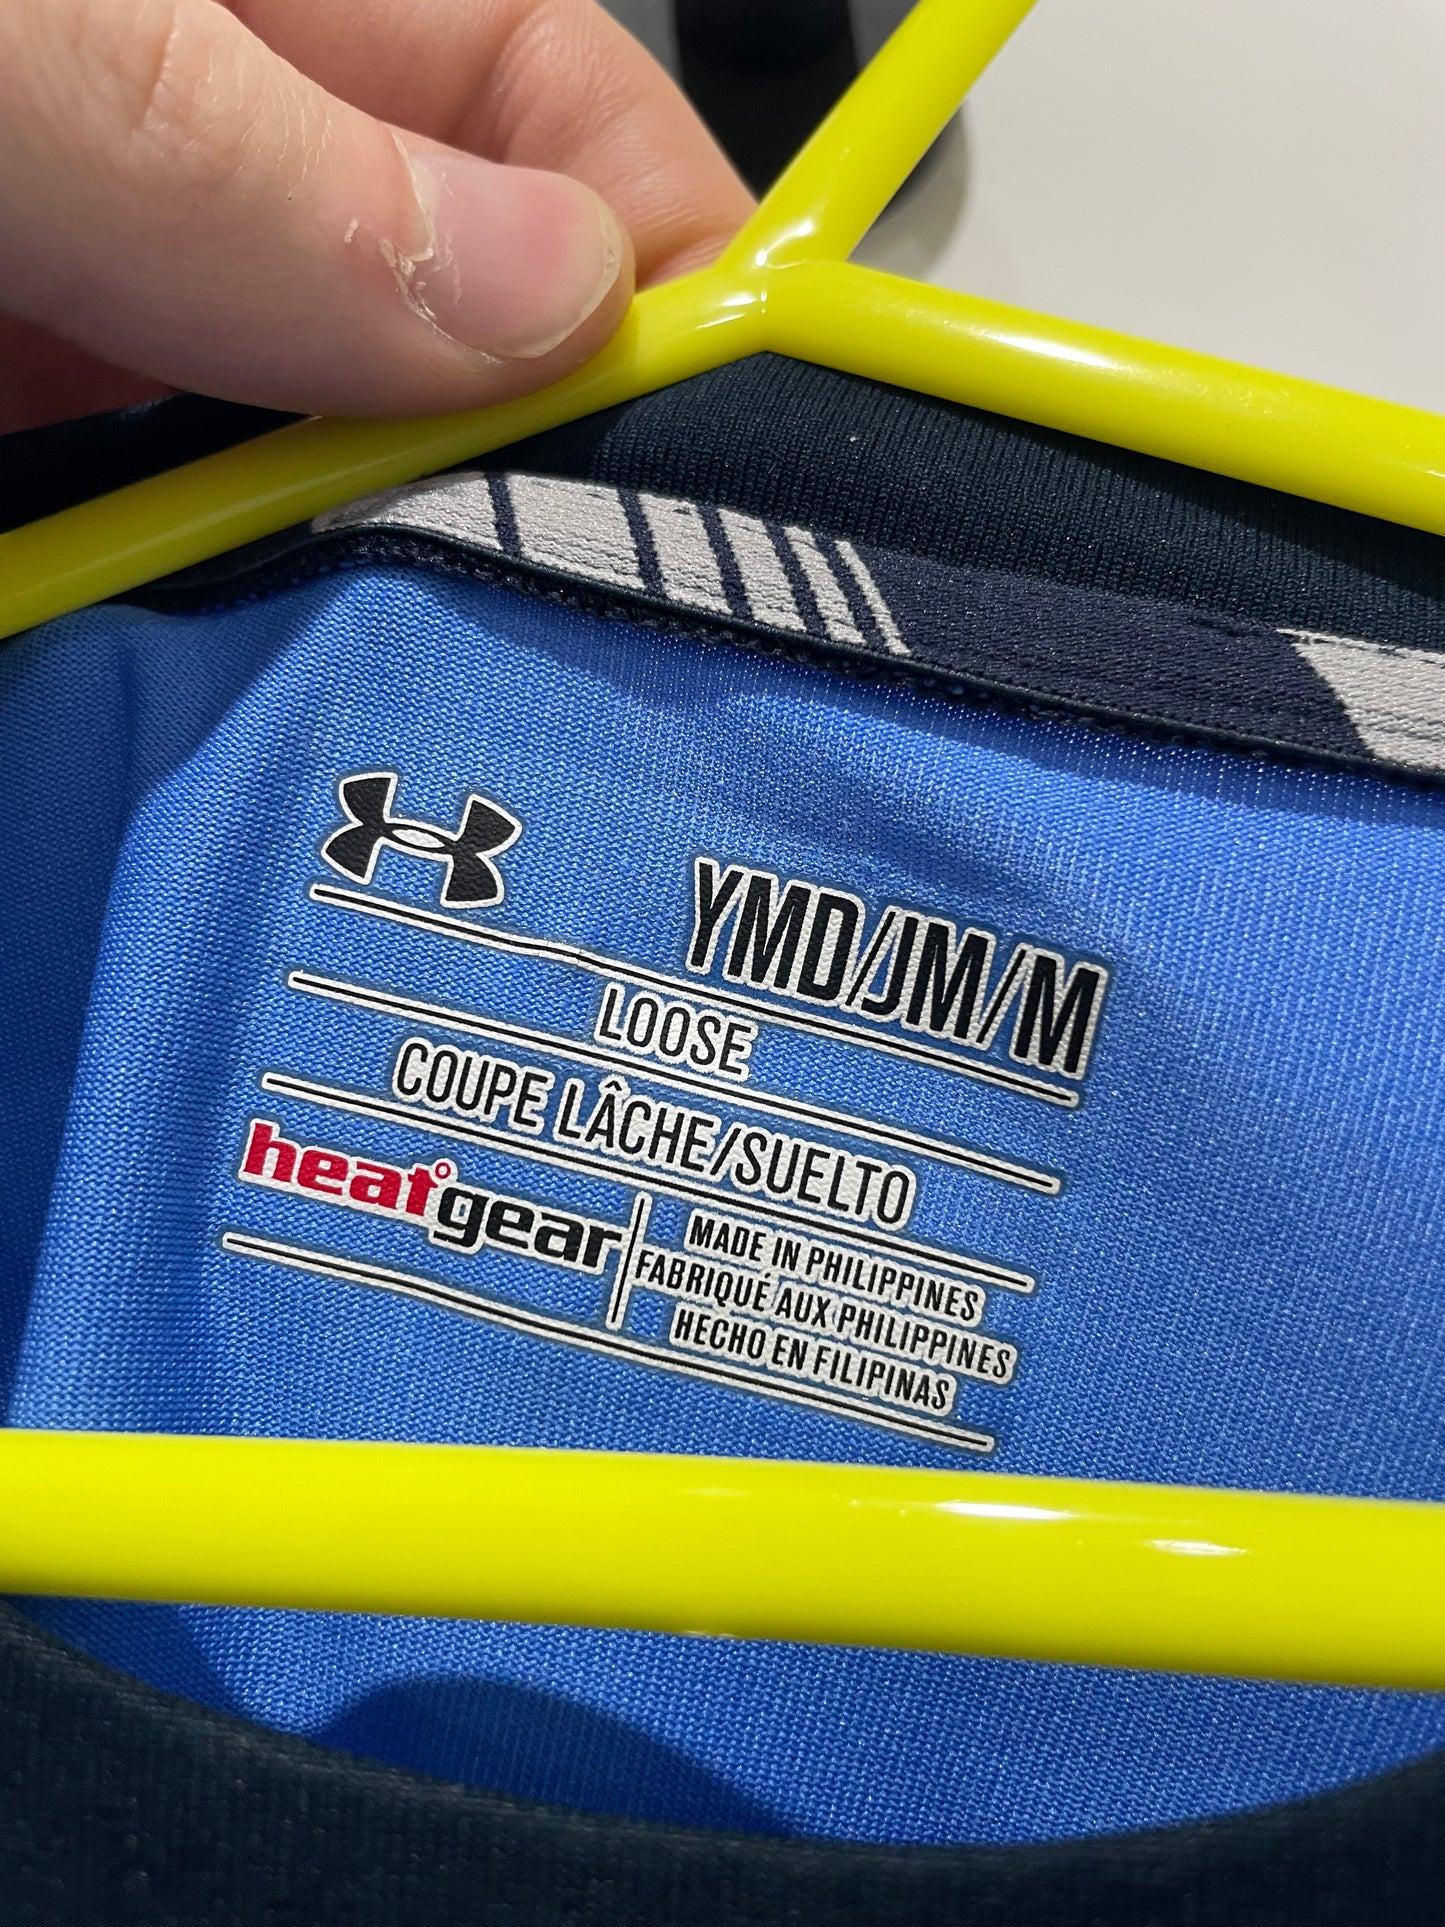 YMD/JM/M
LOOSE
COUPE LÂCHE/SUELTO
heatgear
MADE IN PHILIPPINES
FABRIQUÉ AUX PHILIPPINES
HECHO EN FILIPINAS